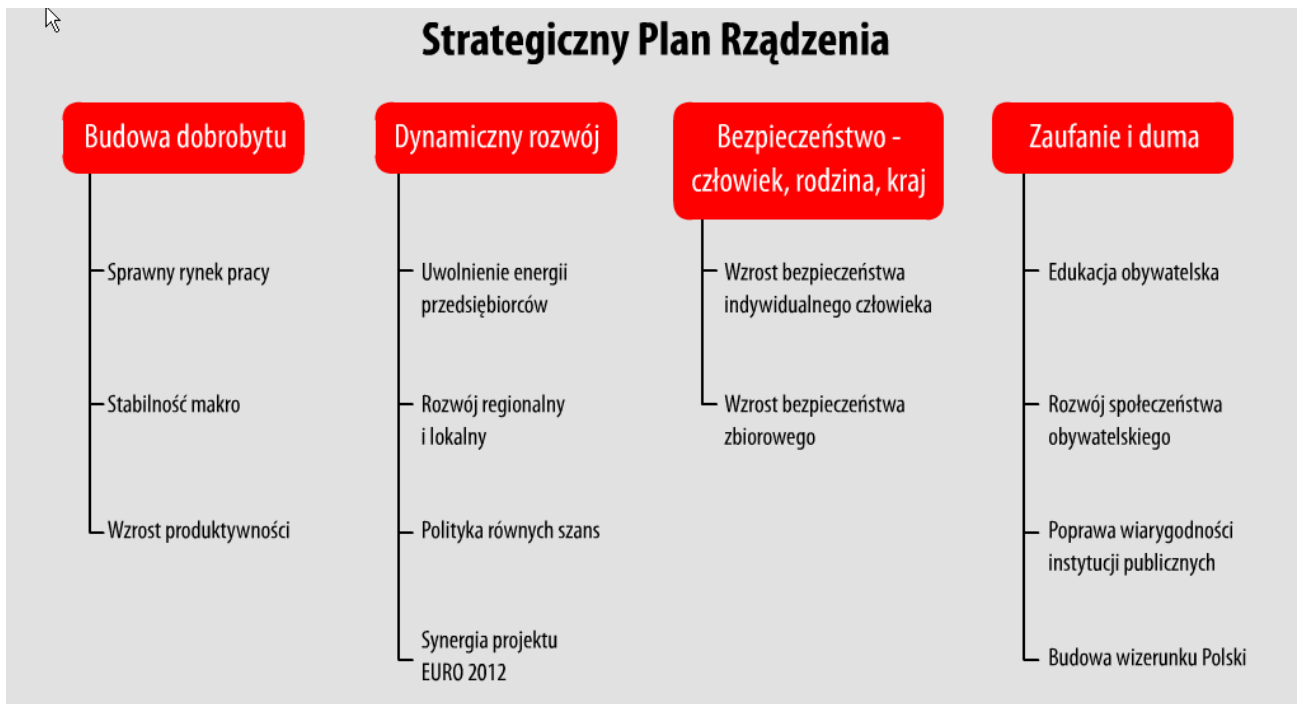 Strategiczny Plan Rządzenia
Budowa dobrobytu
Sprawny rynek pracy
Stabilność makro
Wzrost produktywności
Dynamiczny rozwój
Uwolnienie energii
przedsiębiorców
Rozwój regionalny
i lokalny
Polityka równych szans
Synergia projektu
EURO 2012
Bezpieczeństwo -
człowiek, rodzina, kraj
Wzrost bezpieczeństwa
indywidualnego człowieka
Wzrost bezpieczeństwa
zbiorowego
Zaufanie i duma
Edukacja obywatelska
Rozwój społeczeństwa
obywatelskiego
Poprawa wiarygodności
instytucji publicznych
Budowa wizerunku Polski